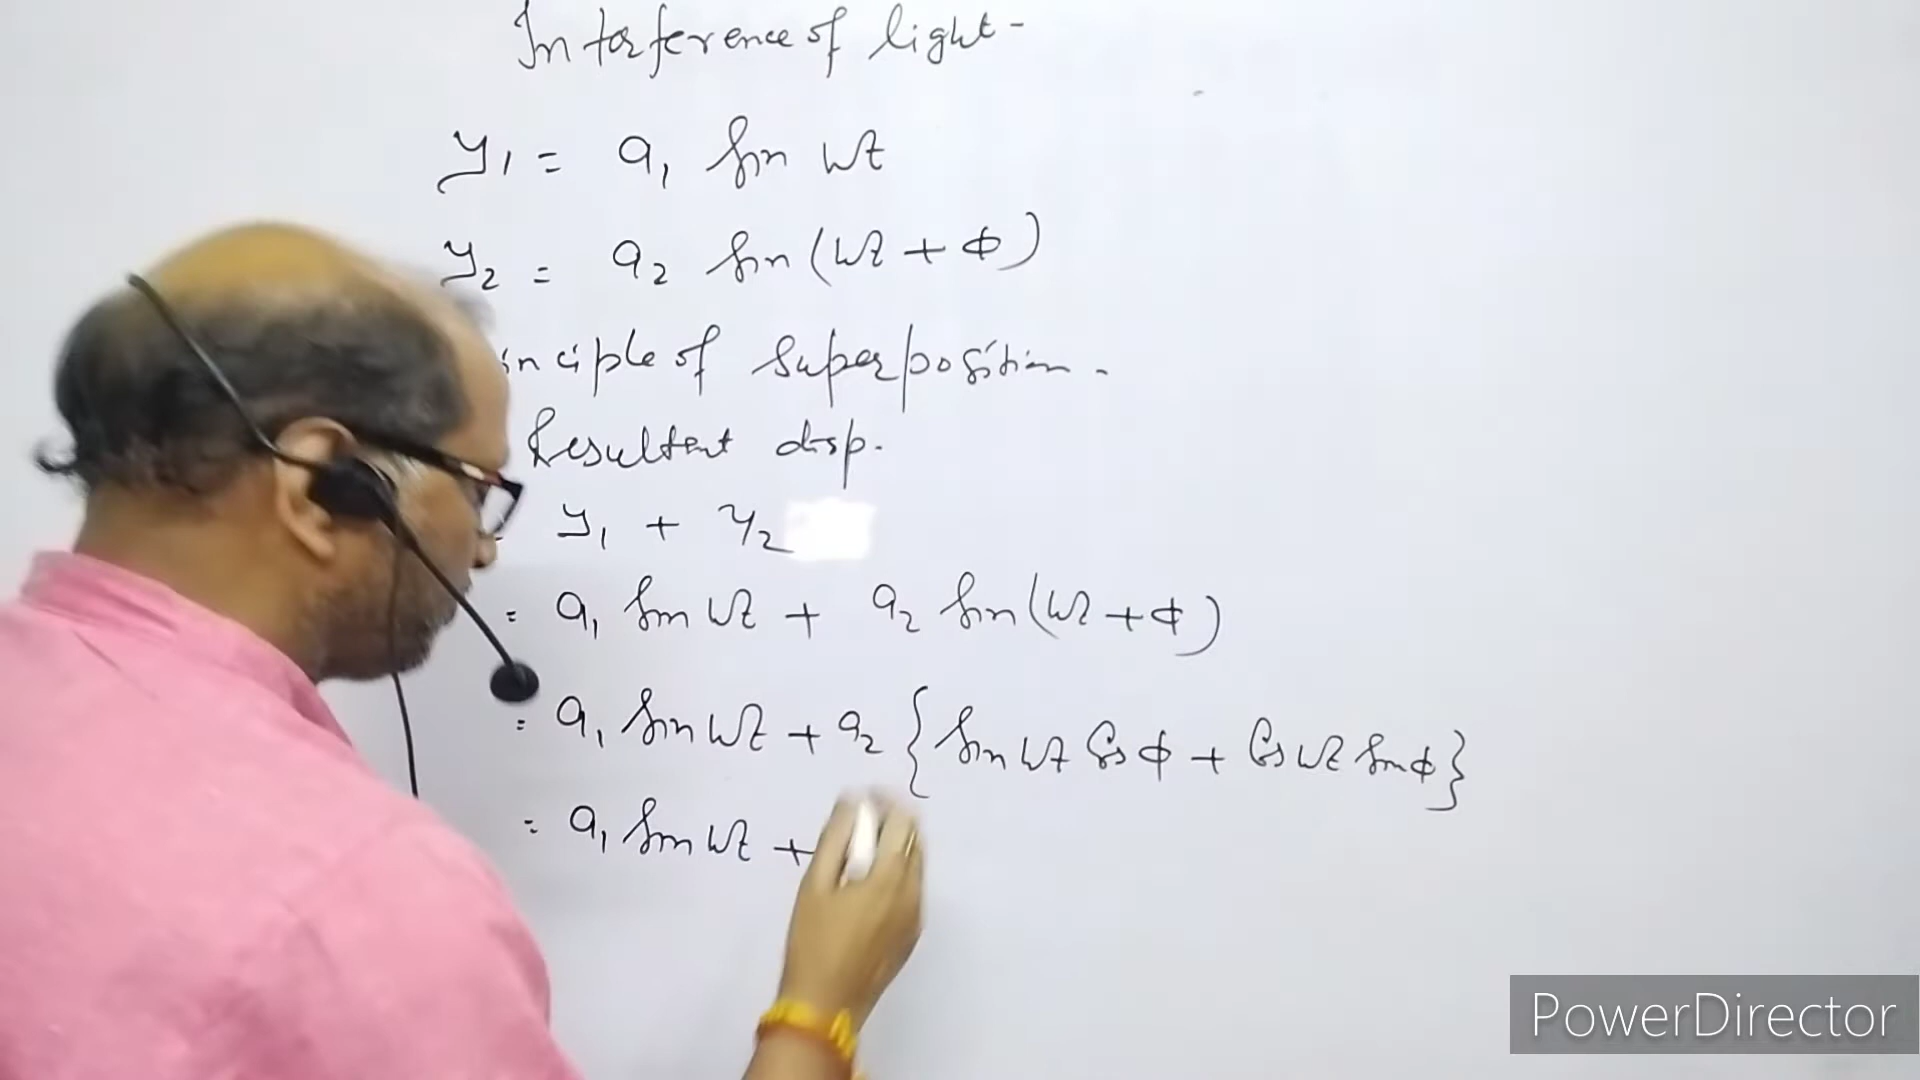 Interference of light -
y₁ = a₁ Sin wt
y₂ = a₂ Sin (wt + φ)
inciple of superposition.
Resultant disp.
y₁ + y₂
= a₁ Sin wt + a₂ Sin (wt + φ)
= a₁ Sin wt + a₂ { Sin wt Cos φ + Cos wt Sin φ }
= a₁ Sin wt +
PowerDirector